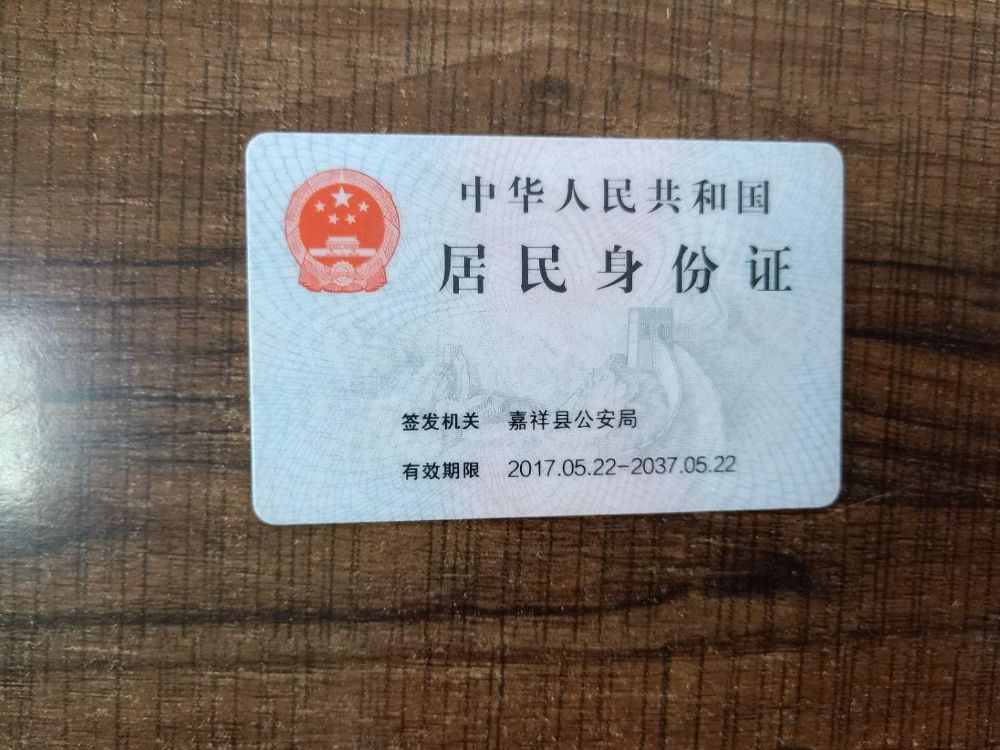 中华人民共和国
居民身份证
签发机关 嘉祥县公安局
有效期限 2017.05.22-2037.05.22